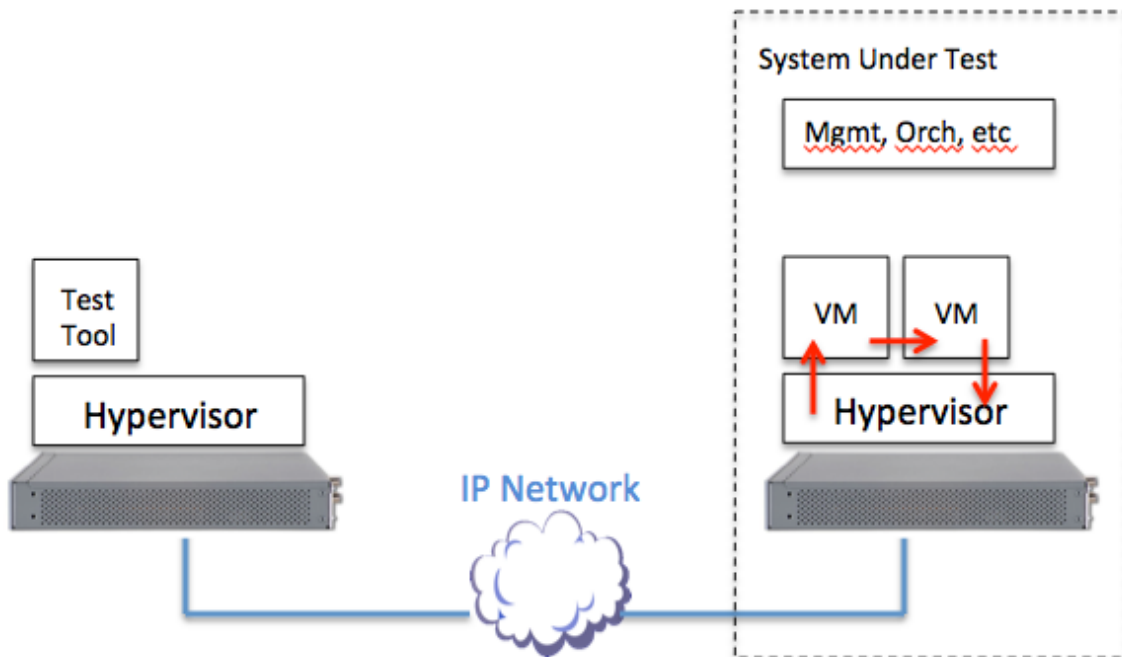 System Under Test
Mgmt, Orch, etc
Test
Tool
VM
VM
Hypervisor
Hypervisor
IP Network